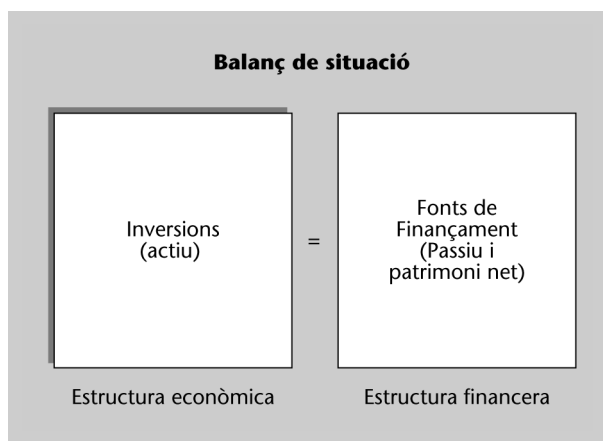 Balanç de situació
Inversions
(actiu)
=
Fonts de
Finançament
(Passiu i
patrimoni net)
Estructura econòmica
Estructura financera